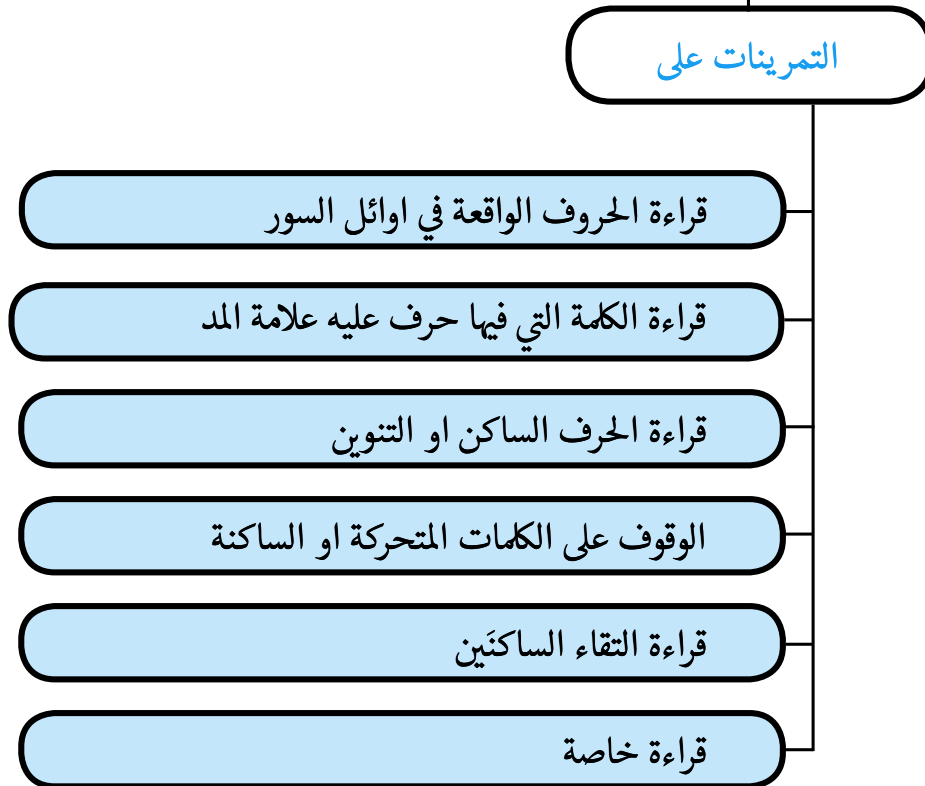 التمرينات على
قراءة الحروف الواقعة في اوائل السور
قراءة الكلمة التي فيها حرف عليه علامة المد
قراءة الحرف الساكن او التنوين
الوقوف على الكلمات المتحركة او الساكنة
قراءة التقاء الساكنَين
قراءة خاصة